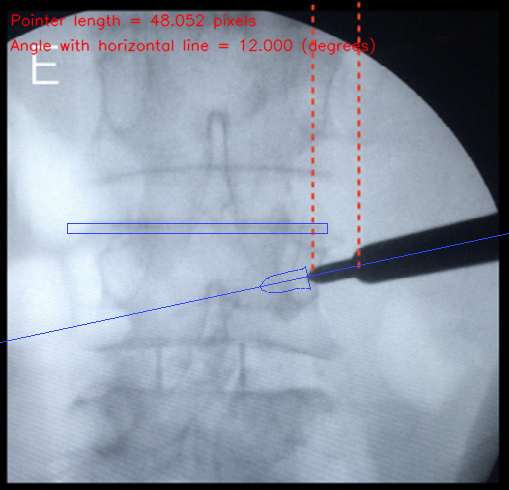 Pointer length = 48.052 pixels
Angle with horizontal line = 12.000 (degrees)
E